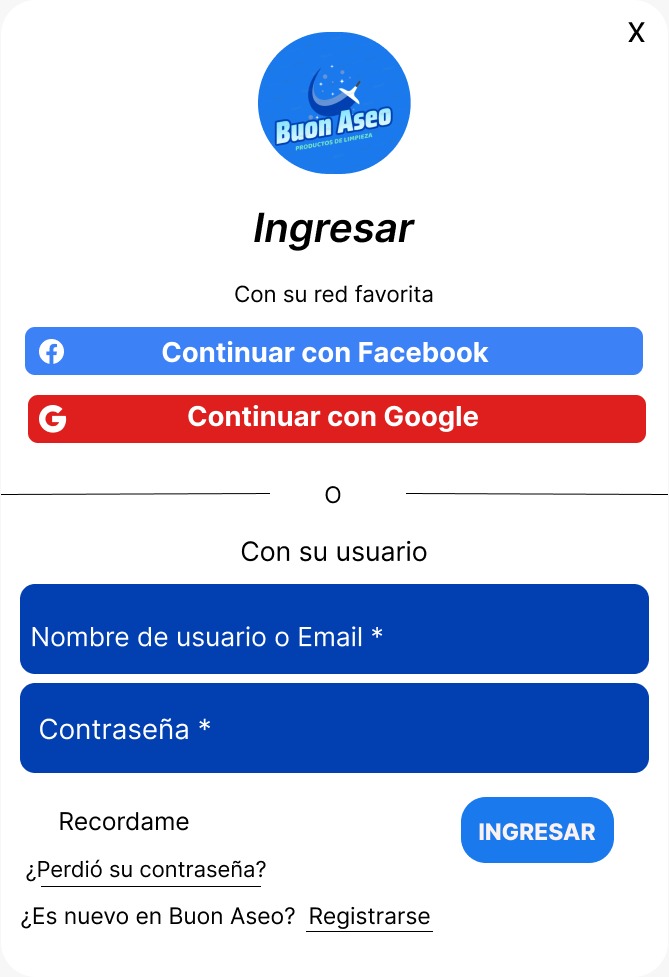 X
Buon Aseo
PRODUCTOS DE LIMPIEZA
Ingresar
Con su red favorita
Continuar con Facebook
Continuar con Google
O
Con su usuario
Nombre de usuario o Email *
Contraseña *
Recordame
INGRESAR
¿Perdió su contraseña?
¿Es nuevo en Buon Aseo? Registrarse